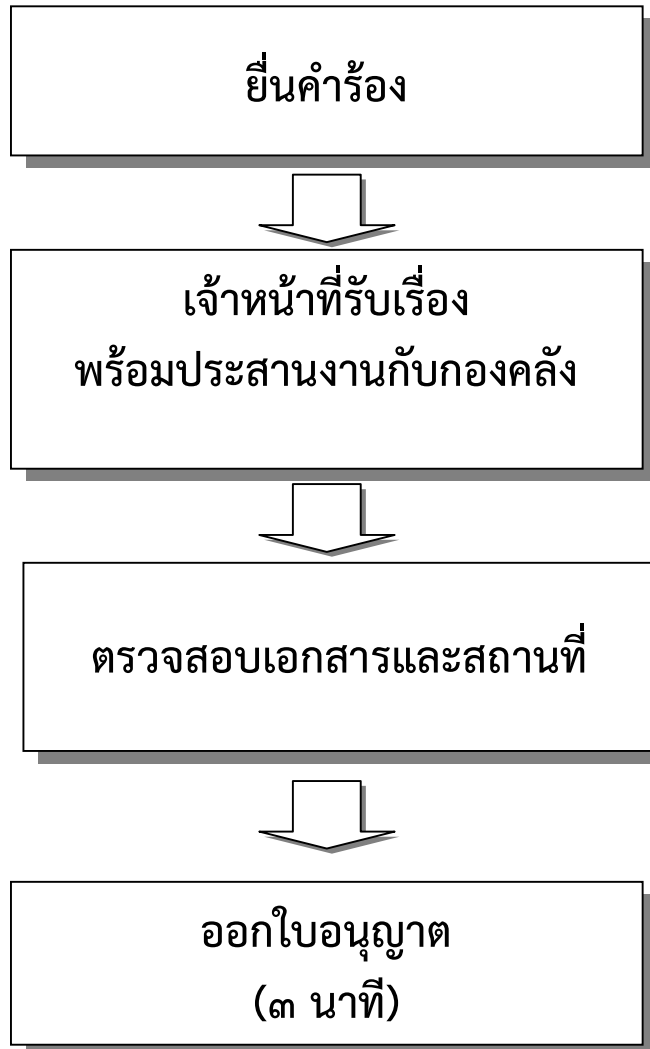 ยื่นคำร้อง
เจ้าหน้าที่รับเรื่อง
พร้อมประสานงานกับกองคลัง
ตรวจสอบเอกสารและสถานที่
ออกใบอนุญาต
(๓ นาที)